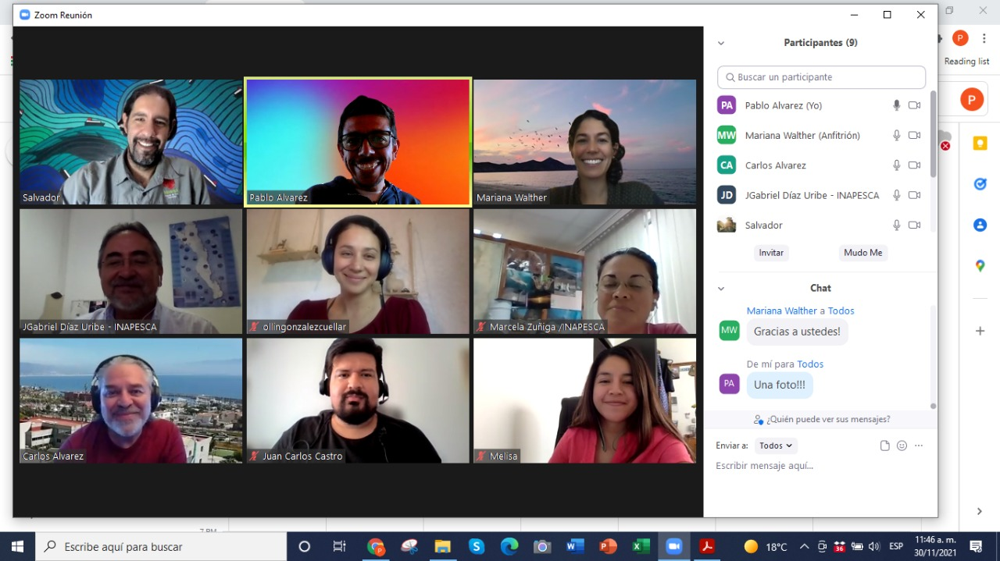 Zoom Reunión
Participantes (9)
Reading list
Buscar un participante
P
P
PA Pablo Alvarez (Yo)
MW Mariana Walther (Anfitrión)
CA Carlos Alvarez
JD JGabriel Díaz Uribe - INAPESCA
Salvador
Invitar Mudo Me
Salvador
Pablo Alvarez
Mariana Walther
JGabriel Díaz Uribe - INAPESCA
ollingonzalezcuellar
Marcela Zuñiga /INAPESCA
Carlos Alvarez
Juan Carlos Castro
Melisa
Chat
Mariana Walther a Todos
MW Gracias a ustedes!
De mí para Todos
PA Una foto!!!
¿Quién puede ver sus mensajes?
Enviar a: Todos
Escribir mensaje aquí...
7 PM
Escribe aquí para buscar
18°C
36
ESP
11:46 a. m.
30/11/2021